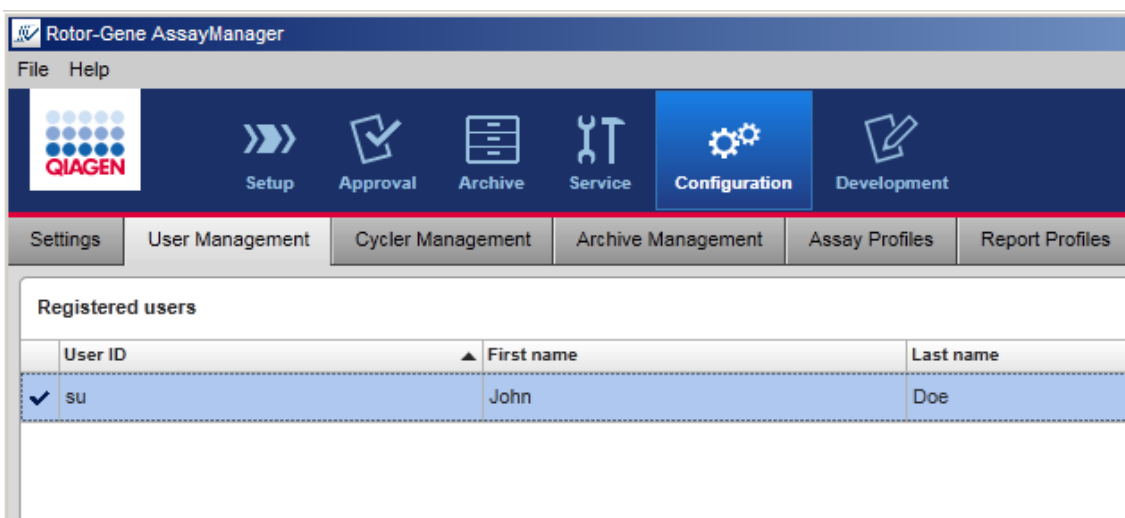 Rotor-Gene AssayManager
File Help
QIAGEN
Setup Approval Archive Service Configuration Development
Settings User Management Cycler Management Archive Management Assay Profiles Report Profiles
Registered users
User ID First name Last name
su John Doe